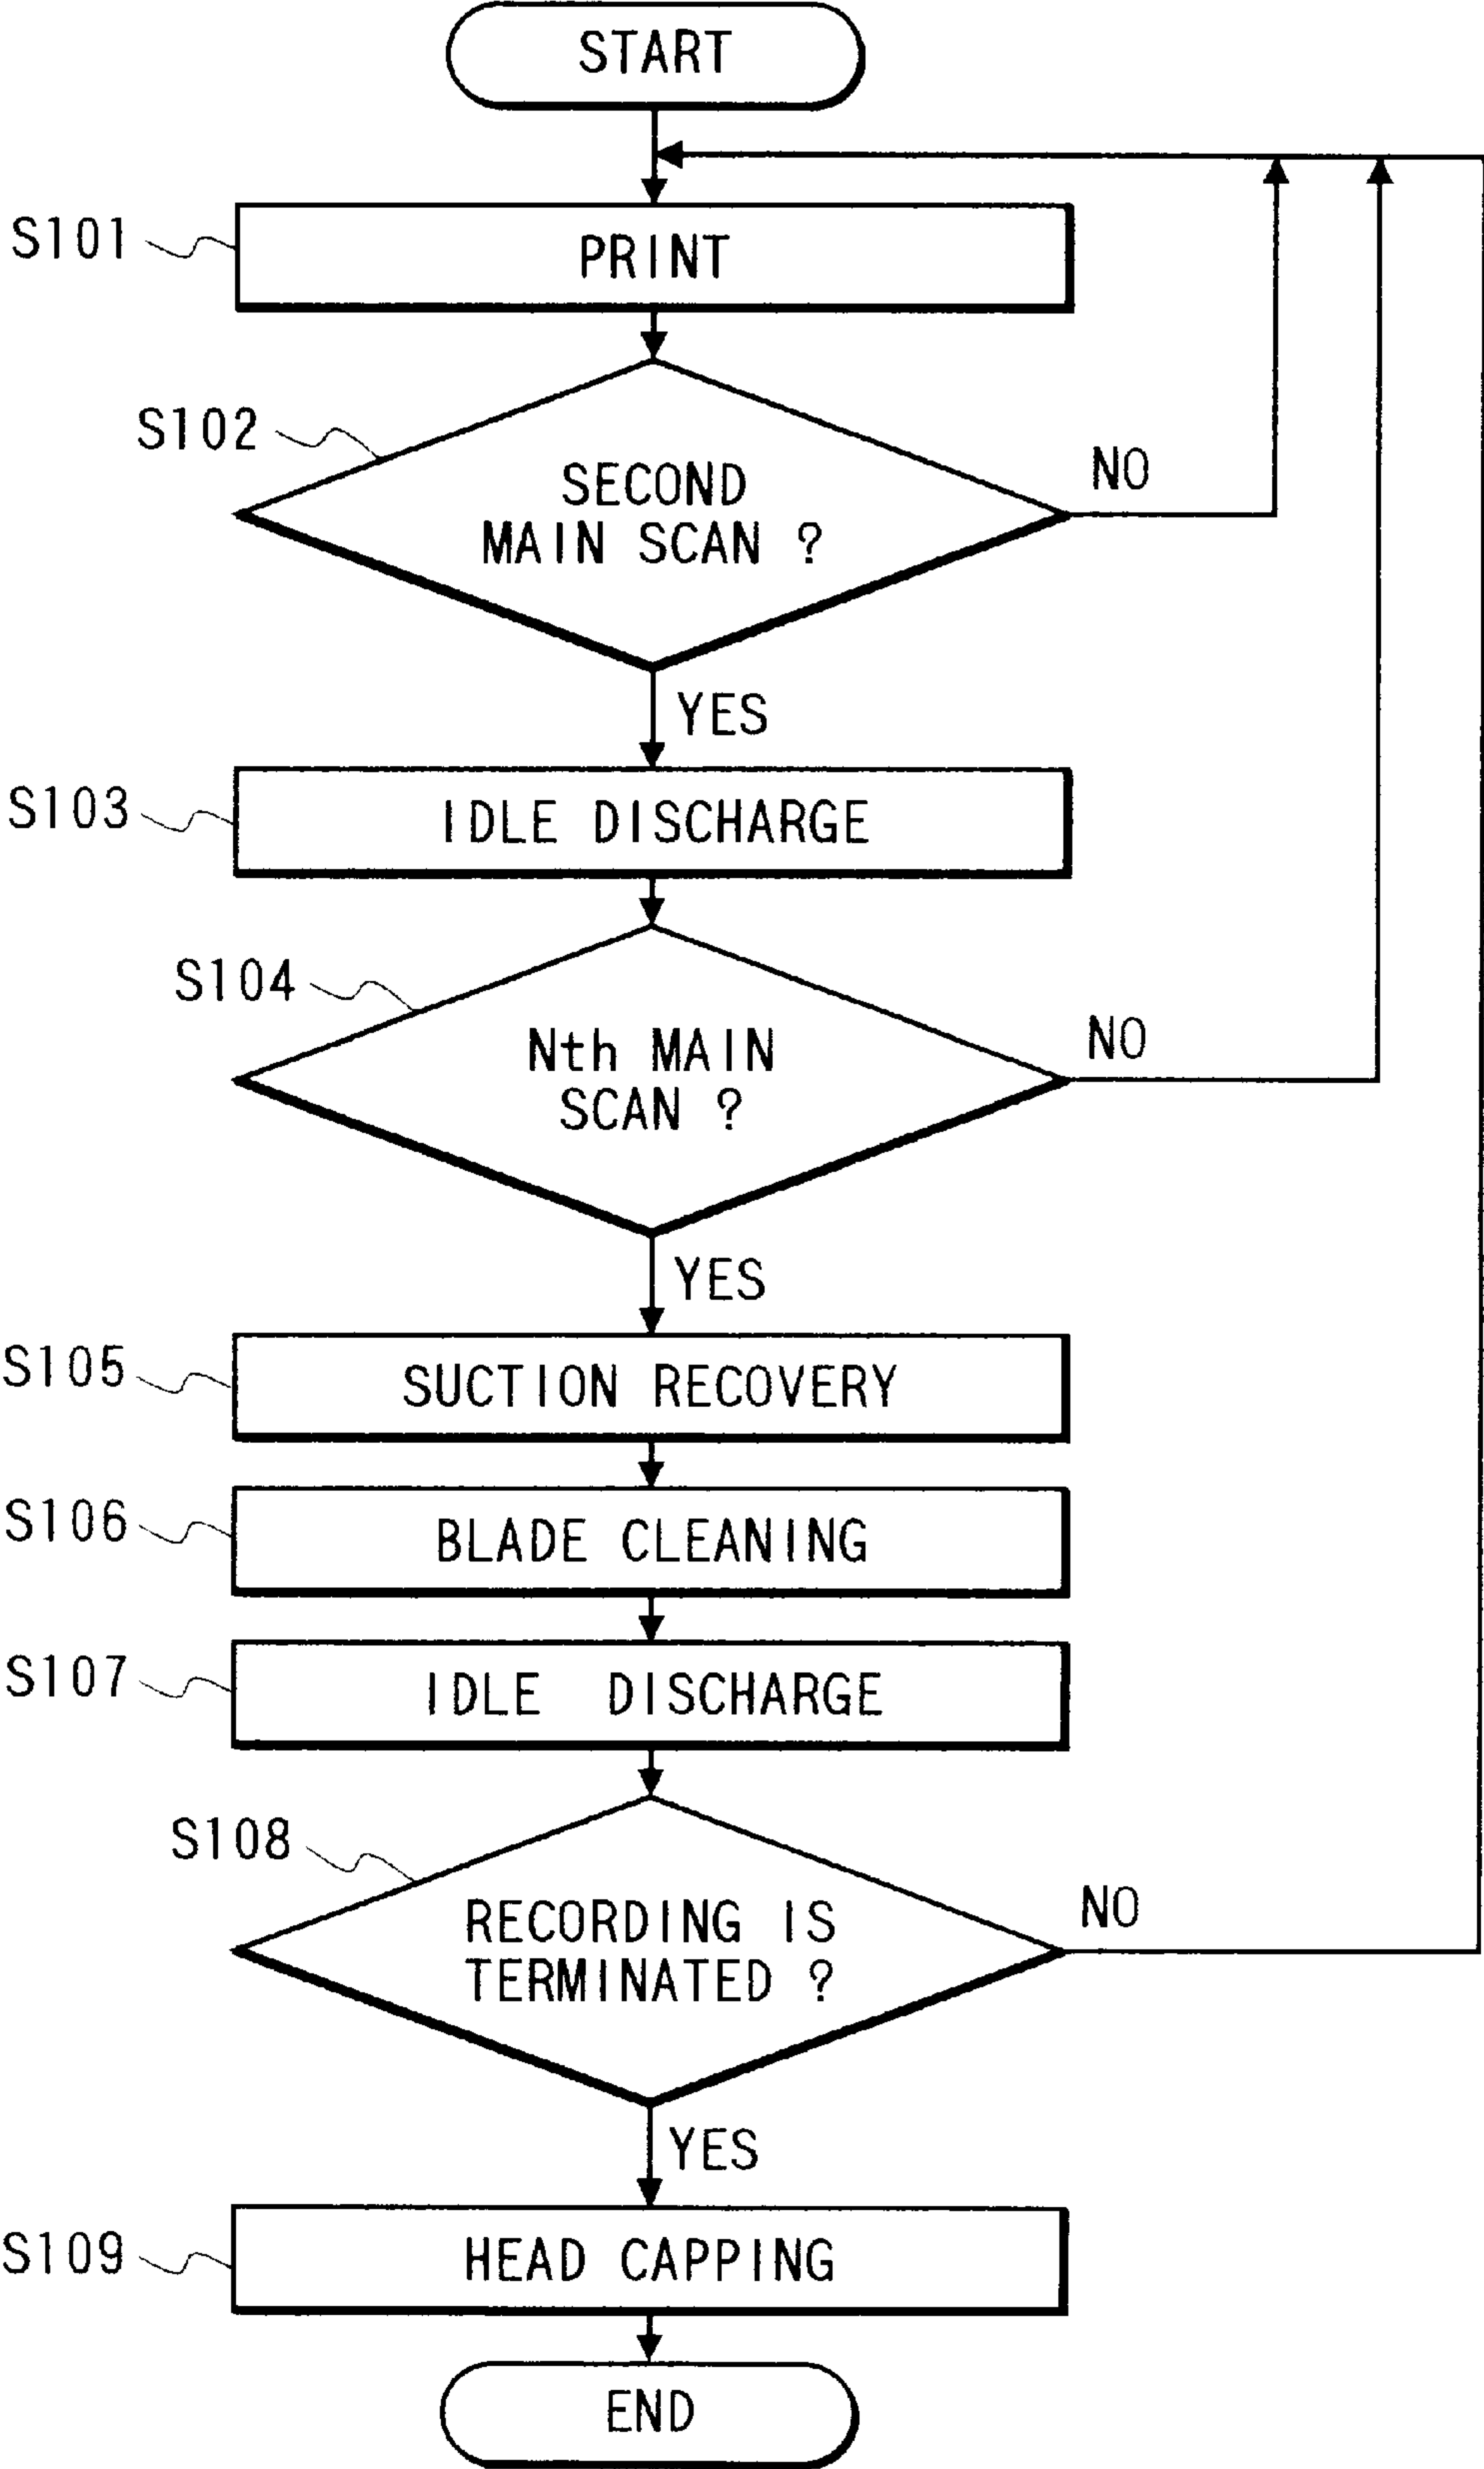 START
S101
PRINT
S102
SECOND
MAIN SCAN ?
NO
YES
S103
IDLE DISCHARGE
S104
Nth MAIN
SCAN ?
NO
YES
S105
SUCTION RECOVERY
S106
BLADE CLEANING
S107
IDLE DISCHARGE
S108
RECORDING IS
TERMINATED ?
NO
YES
S109
HEAD CAPPING
END